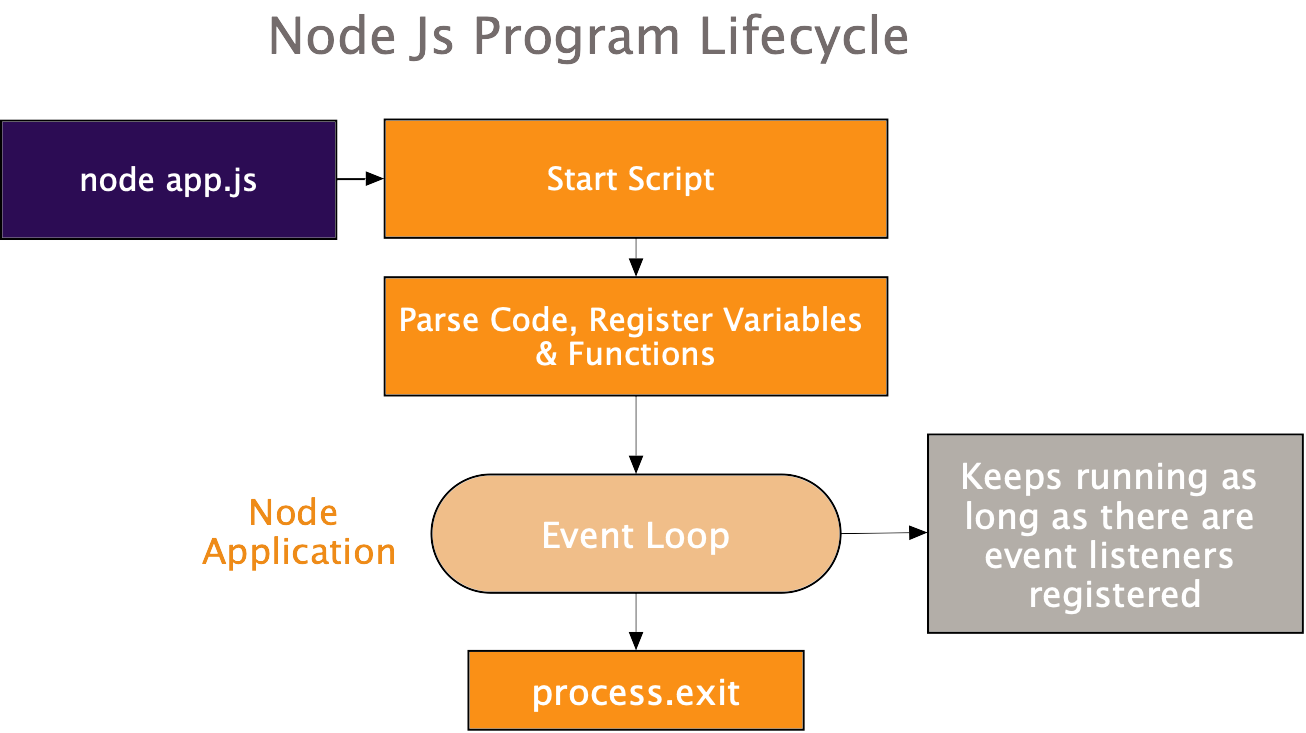 Node Js Program Lifecycle
node app.js
Start Script
Parse Code, Register Variables
& Functions
Node
Application
Event Loop
Keeps running as
long as there are
event listeners
registered
process.exit